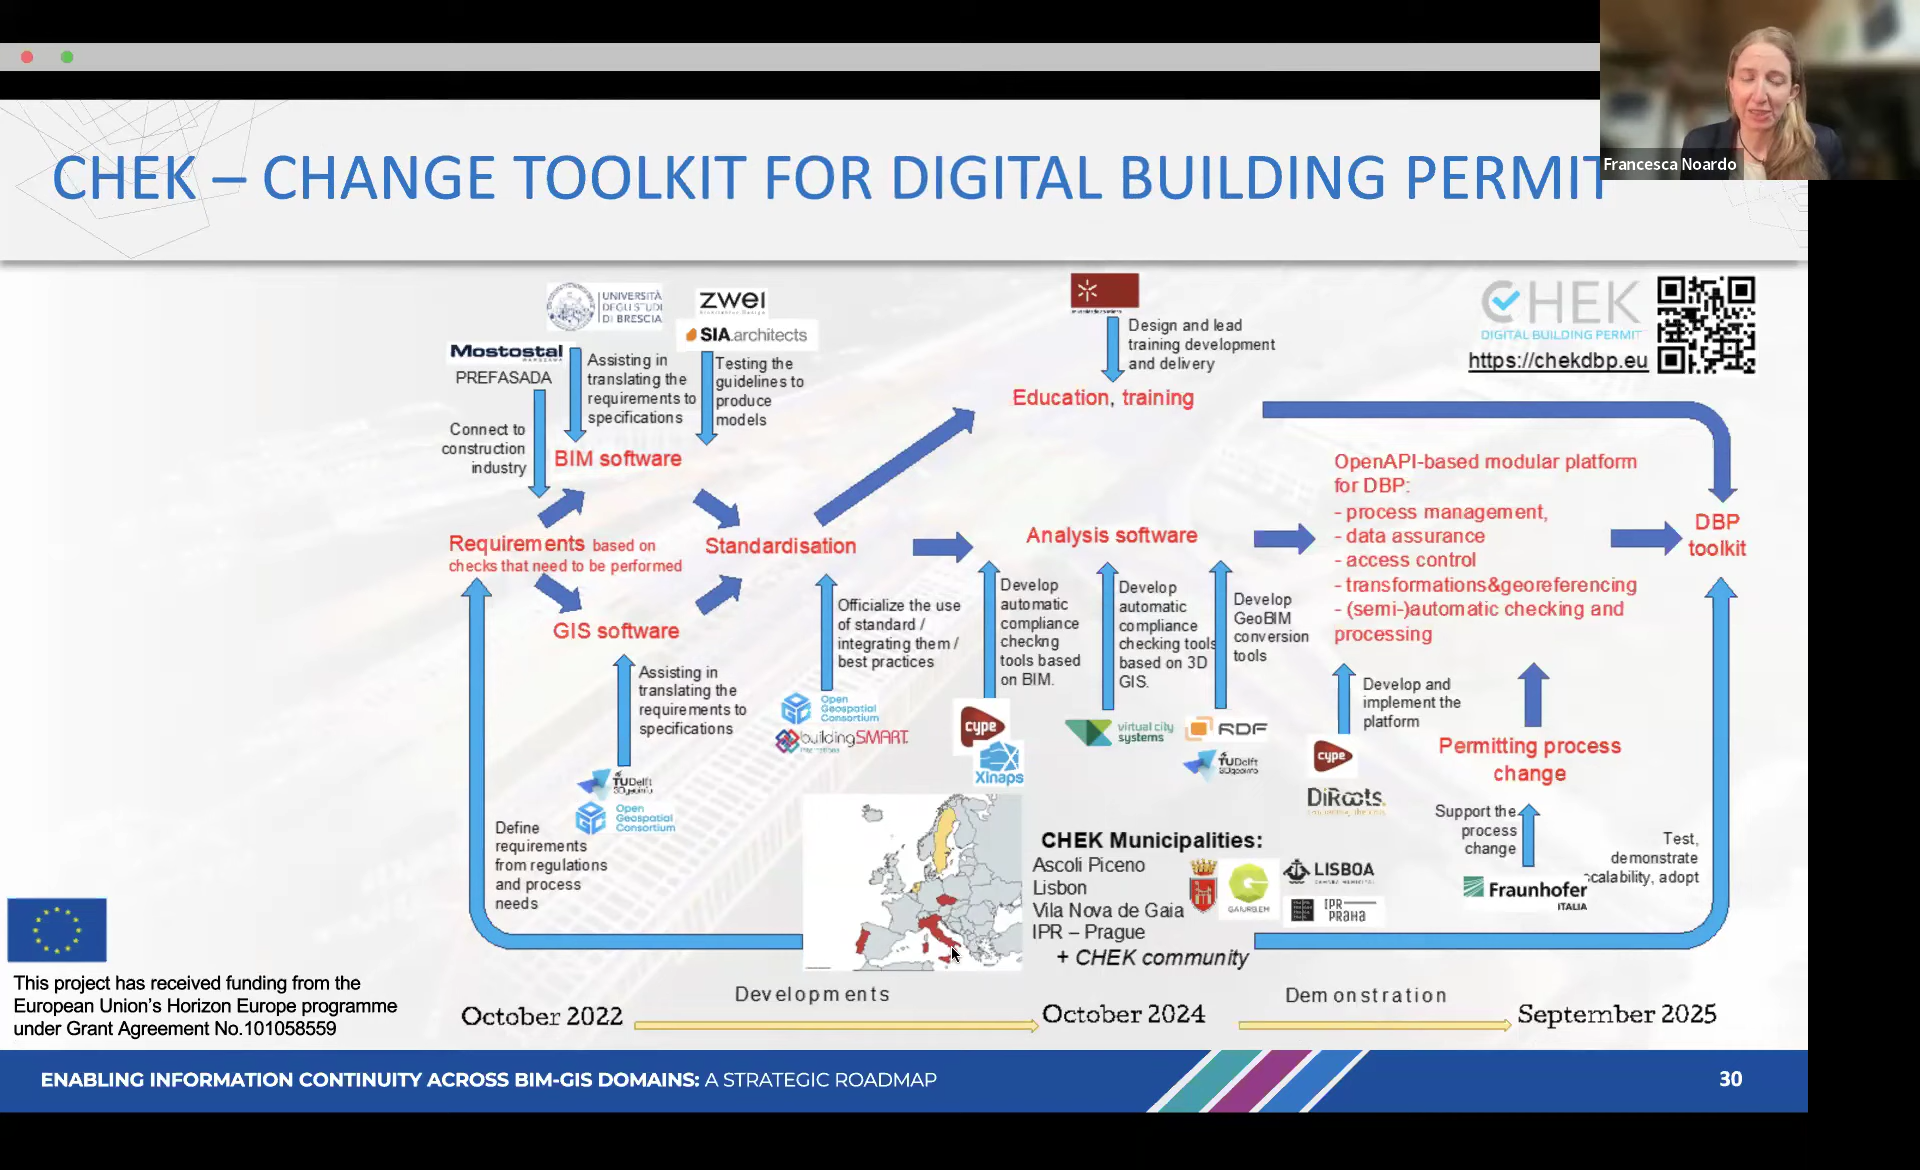 Francesca Noardo
CHEK – CHANGE TOOLKIT FOR DIGITAL BUILDING PERMIT
UNIVERSITÀ
DEGLI STUDI
DI BRESCIA
zwei
SIA.architects
Mostostal
WARSZAWA
PREFASADA
Connect to
construction
industry
Assisting in
translating the
requirements to
specifications
Testing the
guidelines to
produce
models
Design and lead
training development
and delivery
Education, training
CHEK
DIGITAL BUILDING PERMIT
https://chekdbp.eu
BIM software
Requirements based on
checks that need to be performed
GIS software
Standardisation
Analysis software
OpenAPI-based modular platform
for DBP:
- process management,
- data assurance
- access control
- transformations&georeferencing
- (semi-)automatic checking and
processing
DBP
toolkit
Assisting in
translating the
requirements to
specifications
TUDelft
3Dgeoinfo
Open
Geospatial
Consortium
Officialize the use
of standard /
integrating them /
best practices
Open
Geospatial
Consortium
buildingSMART
International
Develop
automatic
compliance
checkng
tools based
on BIM.
cype
Xinaps
Develop
automatic
compliance
checking tools
based on 3D
GIS.
virtual city
systems
Develop
GeoBIM
conversion
tools
RDF
TUDelft
3Dgeoinfo
Develop and
implement the
platform
cype
DiRoots.
Permitting process
change
Support the
process
change
Fraunhofer
ITALIA
Test,
demonstrate
scalability, adopt
Define
requirements
from regulations
and process
needs
CHEK Municipalities:
Ascoli Piceno
Lisbon
Vila Nova de Gaia
IPR – Prague
+ CHEK community
GAIURB.EM
LISBOA
CÂMARA MUNICIPAL
IPR
PRAHA
This project has received funding from the
European Union's Horizon Europe programme
under Grant Agreement No.101058559
Developments
Demonstration
October 2022
October 2024
September 2025
ENABLING INFORMATION CONTINUITY ACROSS BIM-GIS DOMAINS: A STRATEGIC ROADMAP
30